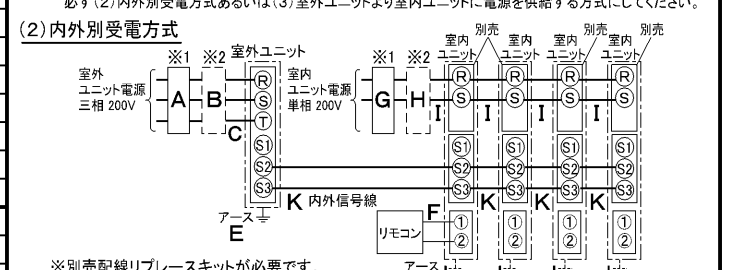 必ず(2)内外別受電方式あるいは(3)室外ユニットより室内ユニットに電源を供給する方式にしてください。
(2)内外別受電方式
別売 別売 別売
※1 ※2 室外ユニット
※1 ※2 室内ユニット 室内ユニット 室内ユニット 室内ユニット
室外
ユニット電源
三相 200V
A B C
R
S
T
S1
S2
S3
室内
ユニット電源
単相 200V
G H I I I I
R R R R
S S S S
S1 S1 S1 S1
S2 S2 S2 S2
S3 S3 S3 S3
K 内外信号線
K K K
アース
E
リモコン
F
① ① ① ①
② ② ② ②
※別売配線リプレースキットが必要です。
アース